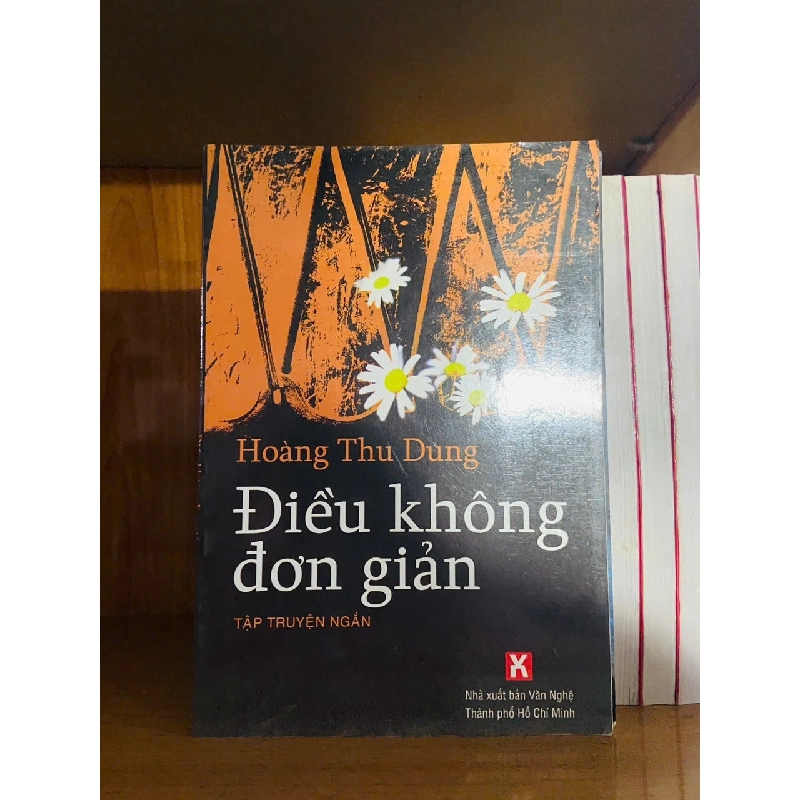 Hoàng Thu Dung
Điều không
đơn giản
TẬP TRUYỆN NGẮN
Nhà xuất bản Văn Nghệ
Thành phố Hồ Chí Minh